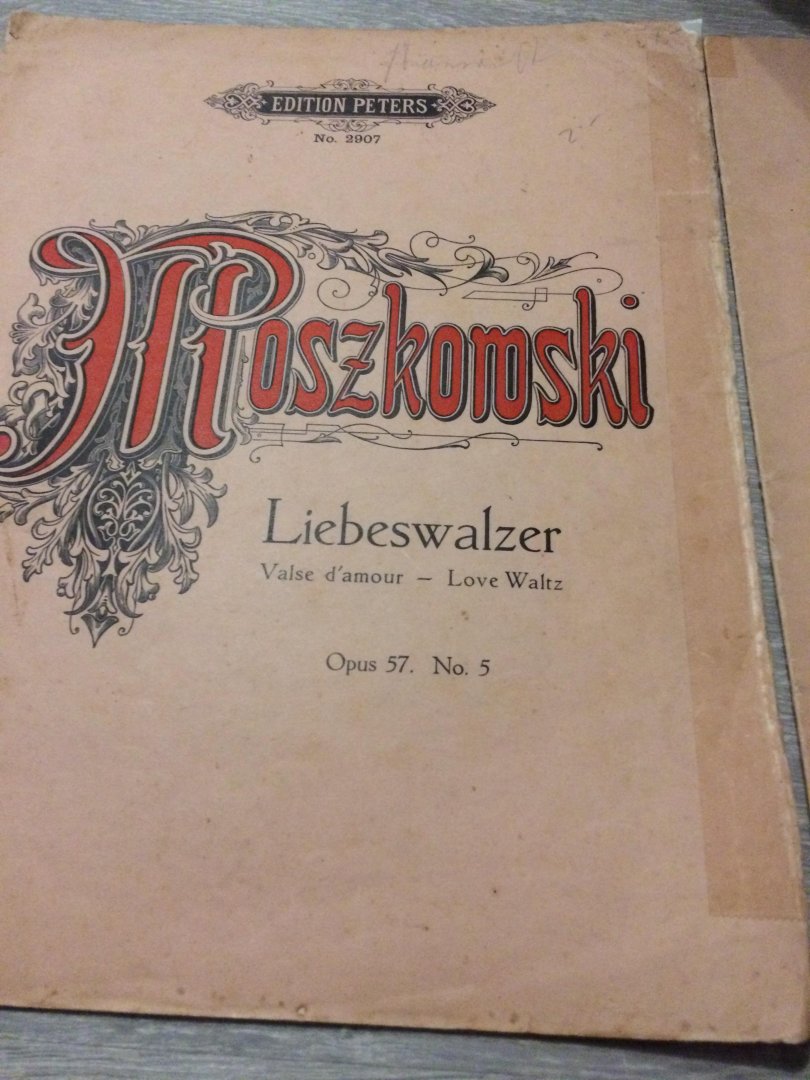 EDITION PETERS
No. 2907
Moszkowski
Liebeswalzer
Valse d'amour – Love Waltz
Opus 57. No. 5